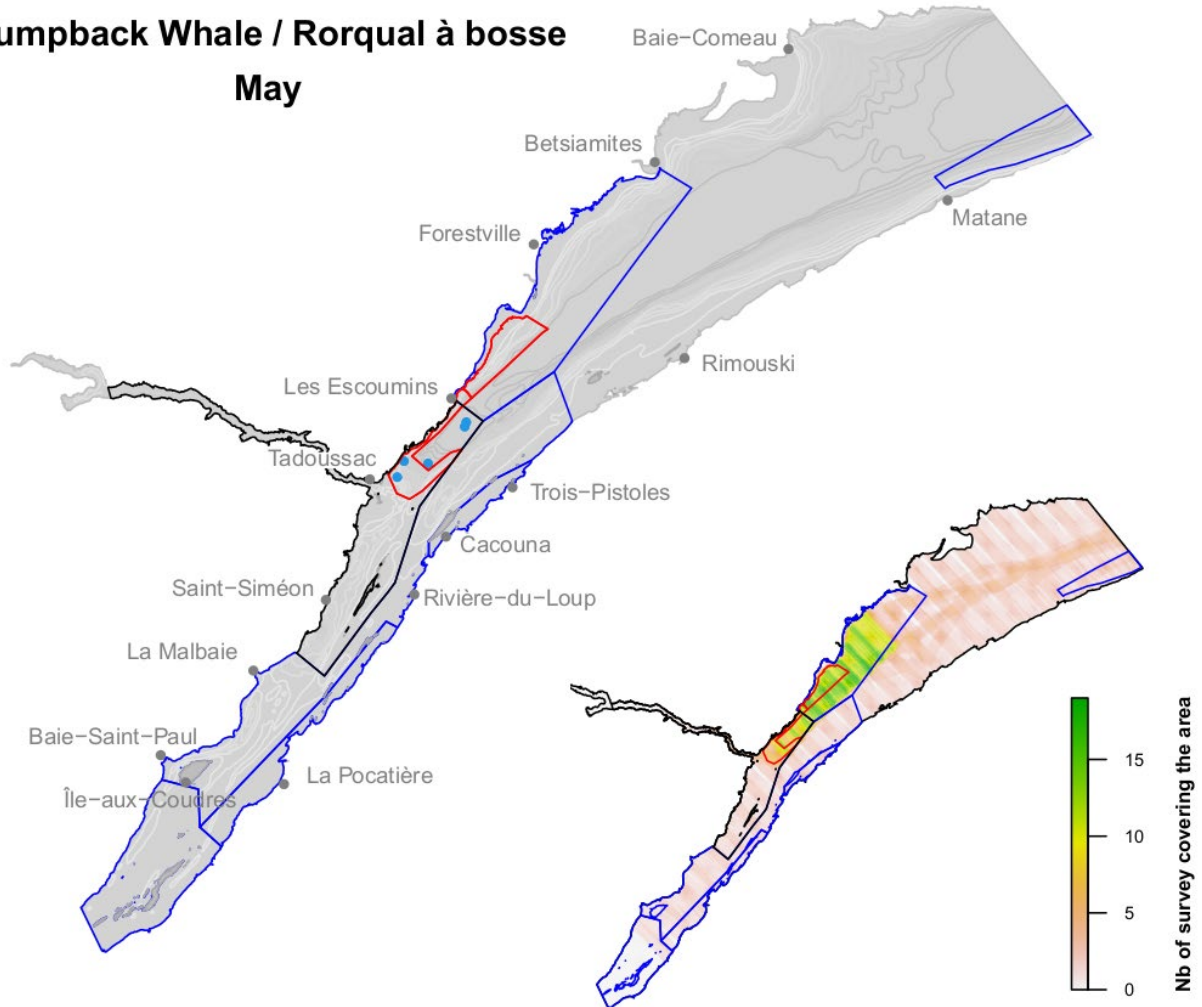 umpback Whale / Rorqual à bosse
May
Baie−Comeau
Betsiamites
Matane
Forestville
Rimouski
Les Escoumins
Tadoussac
Trois−Pistoles
Cacouna
Saint−Siméon
Rivière−du−Loup
La Malbaie
Baie−Saint−Paul
La Pocatière
Île−aux−Coudres
15
10
5
0
Nb of survey covering the area